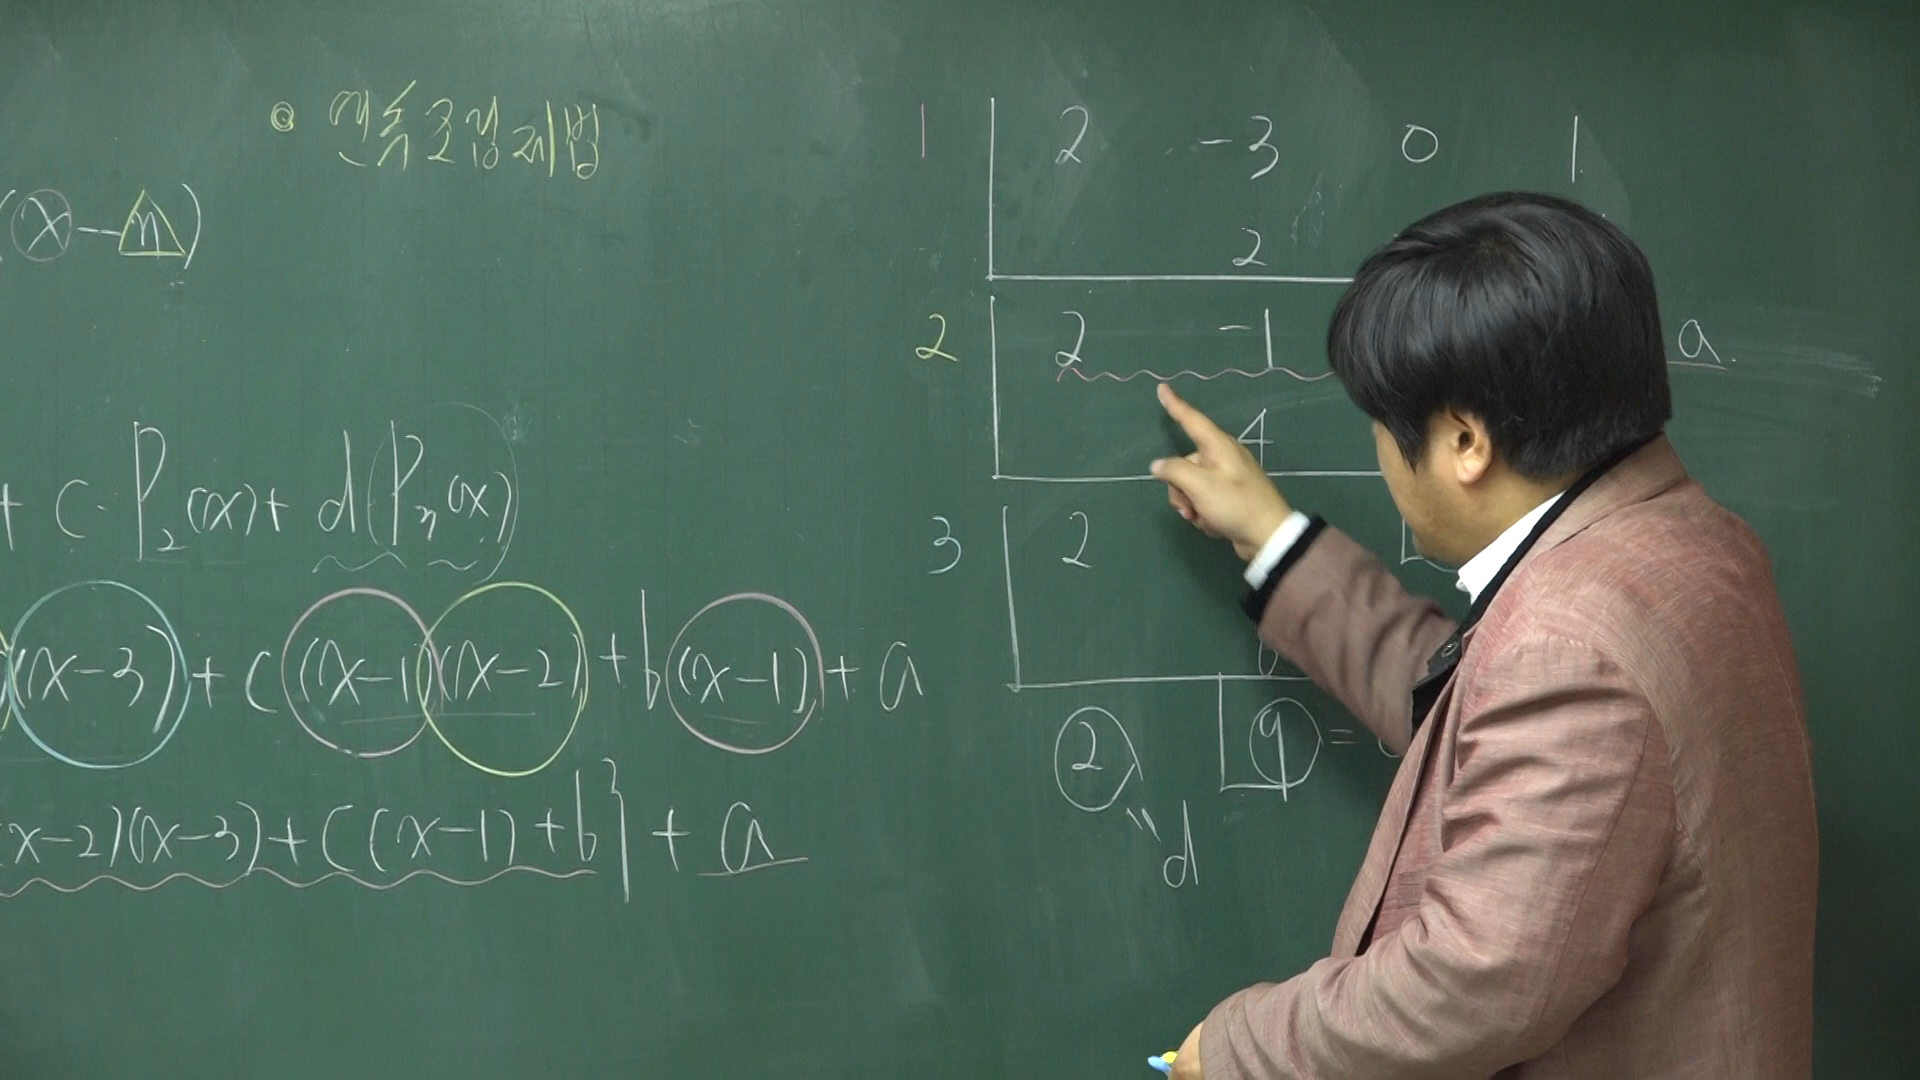 ◎ 연속조립제법
(x-n)
+ c·P₂(x) + d(Pₙ(x))
(x-3) + c(x-1)(x-2) + b(x-1) + a
(x-2)(x-3) + c(x-1) + b} + a
1 2 -3 0 1
2
2 2 -1 a
4
3 2
2 9 =
" d